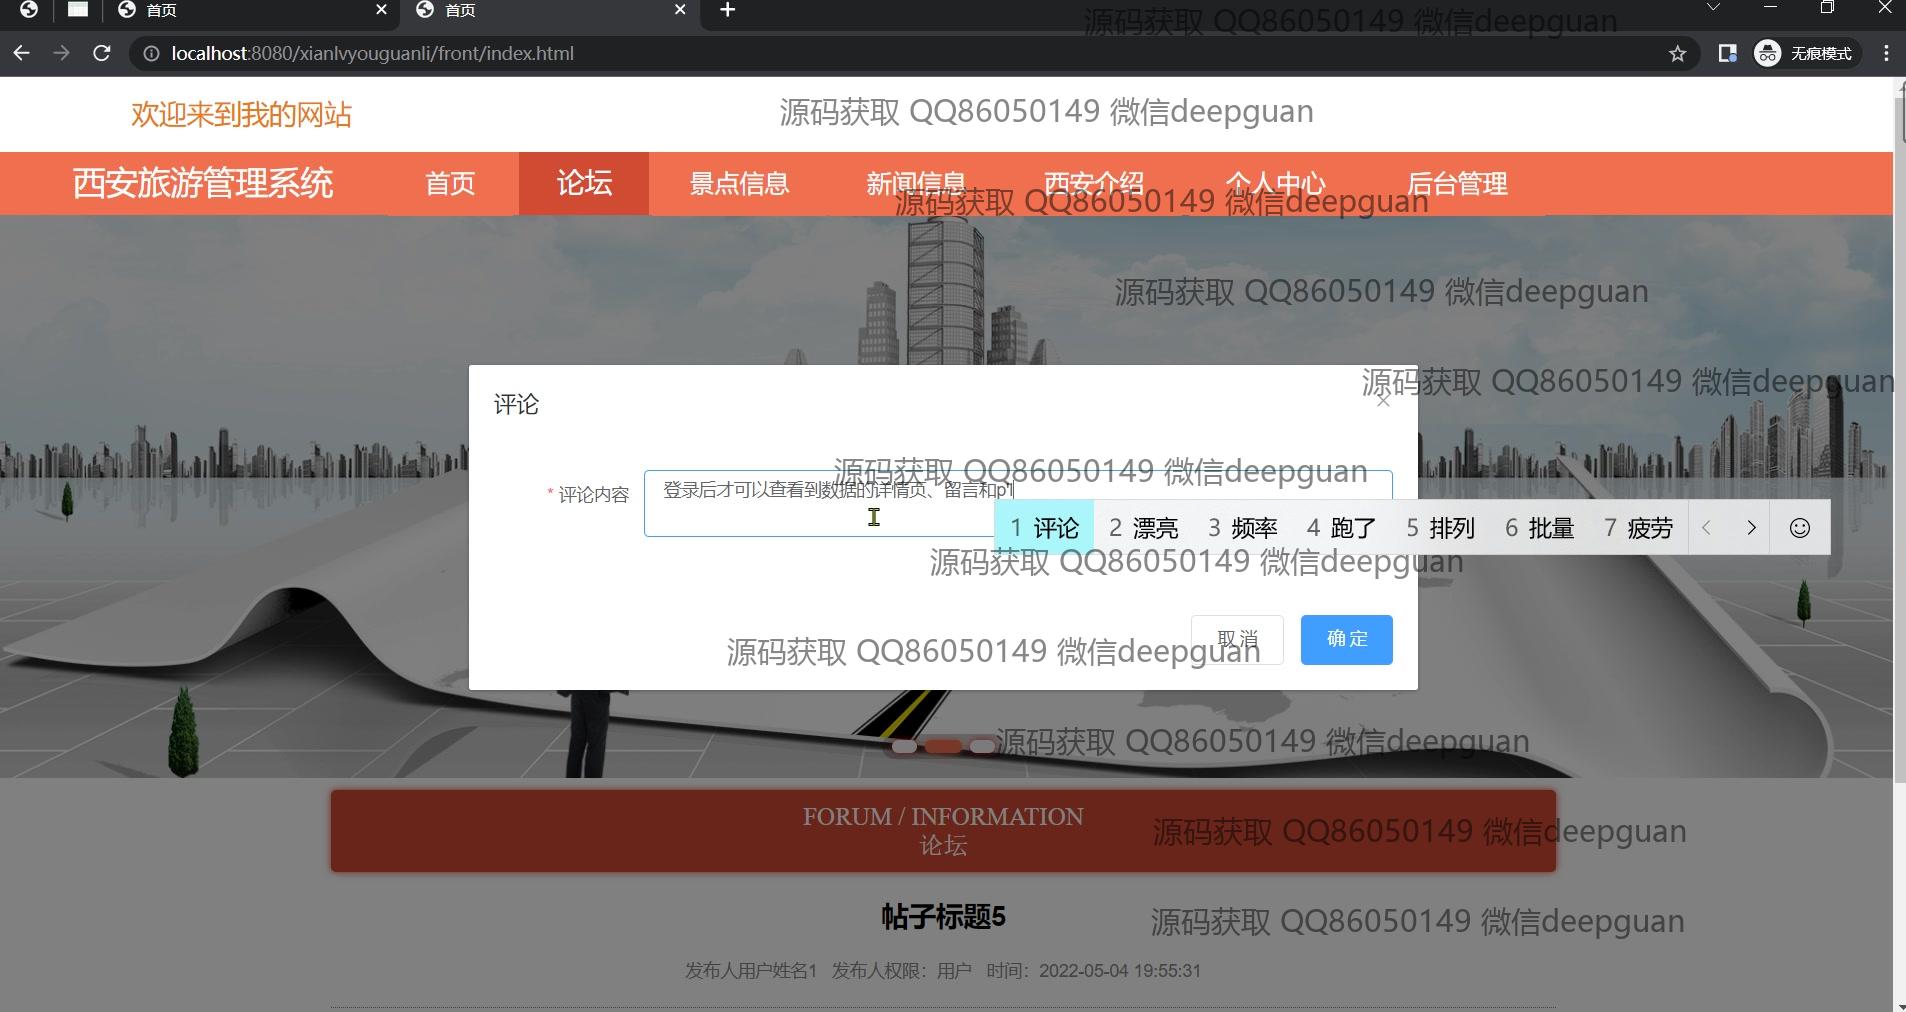 首页
首页
源码获取 QQ86050149 微信deepguan
localhost:8080/xianlvyouguanli/front/index.html
无痕模式
欢迎来到我的网站
源码获取 QQ86050149 微信deepguan
西安旅游管理系统 首页 论坛 景点信息 新闻信息 西安介绍 个人中心 后台管理
源码获取 QQ86050149 微信deepguan
源码获取 QQ86050149 微信deepguan
源码获取 QQ86050149 微信deepguan
评论
源码获取 QQ86050149 微信deepguan
* 评论内容 登录后才可以查看到数据的详情页、留言和p'l
1 评论 2 漂亮 3 频率 4 跑了 5 排列 6 批量 7 疲劳
源码获取 QQ86050149 微信deepguan
取消 确定
源码获取 QQ86050149 微信deepguan
源码获取 QQ86050149 微信deepguan
FORUM / INFORMATION
论坛
源码获取 QQ86050149 微信deepguan
帖子标题5
源码获取 QQ86050149 微信deepguan
发布人用户姓名1 发布人权限：用户 时间：2022-05-04 19:55:31